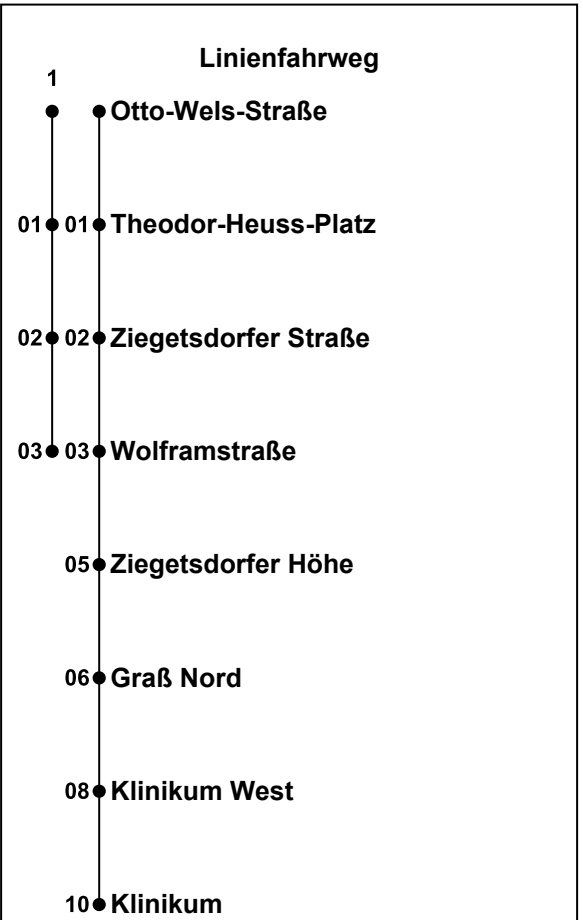 Linienfahrweg
1
Otto-Wels-Straße
01 01 Theodor-Heuss-Platz
02 02 Ziegetsdorfer Straße
03 03 Wolframstraße
05 Ziegetsdorfer Höhe
06 Graß Nord
08 Klinikum West
10 Klinikum